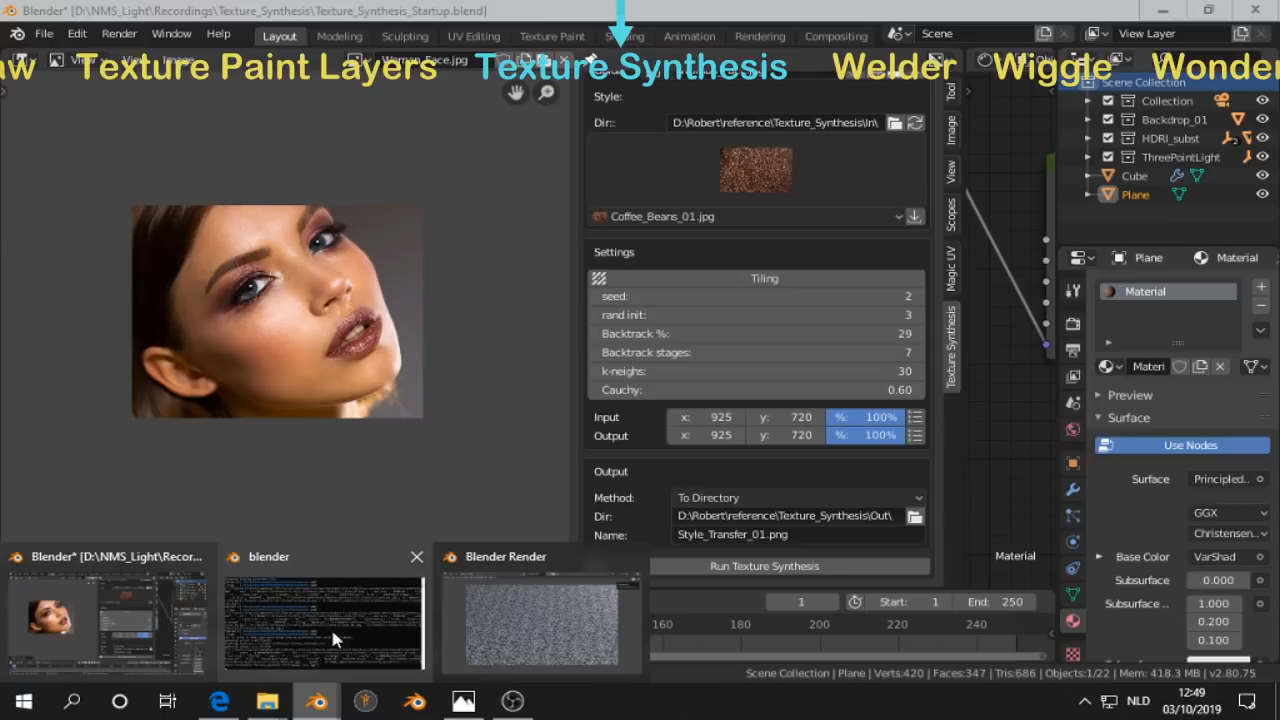 Blender* [D:\NMS_Light\Recordings\Texture_Synthesis\Texture_Synthesis_Startup.blend]
File Edit Render Window Help Layout Modeling Sculpting UV Editing Texture Paint Shading Animation Rendering Compositing Scene View Layer
aw Texture Paint Layers Texture Synthesis Welder Wiggle Wonder
Scene Collection
Style:
Dir:: D:\Robert\reference\Texture_Synthesis\In\
Coffee_Beans_01.jpg
Settings
Tiling
seed: 2
rand init: 3
Backtrack %: 29
Backtrack stages: 7
k-neighs: 30
Cauchy: 0.60
Input x: 925 y: 720 %: 100%
Output x: 925 y: 720 %: 100%
Output
Method: To Directory
Dir: D:\Robert\reference\Texture_Synthesis\Out\
Name: Style_Transfer_01.png
Run Texture Synthesis
Tool
Image
View
Scopes
Magic UV
Texture Synthesis
Collection
Backdrop_01
HDRI_subst
ThreePointLight
Cube
Plane
Plane Material
Material
Materi
Preview
Surface
Use Nodes
Surface Principled..
GGX
Christensen..
Base Color VarShad
Subsurface 0.000
Subsurface .. 1.000
0.200
0.100
Material
1 Start: 1 End: 250
160 180 200 220 240
Scene Collection | Plane | Verts:420 | Faces:347 | Tris:686 | Objects:1/22 | Mem: 418.3 MB | v2.80.75
Blender* [D:\NMS_Light\Recor... blender Blender Render
NLD 12:49
03/10/2019